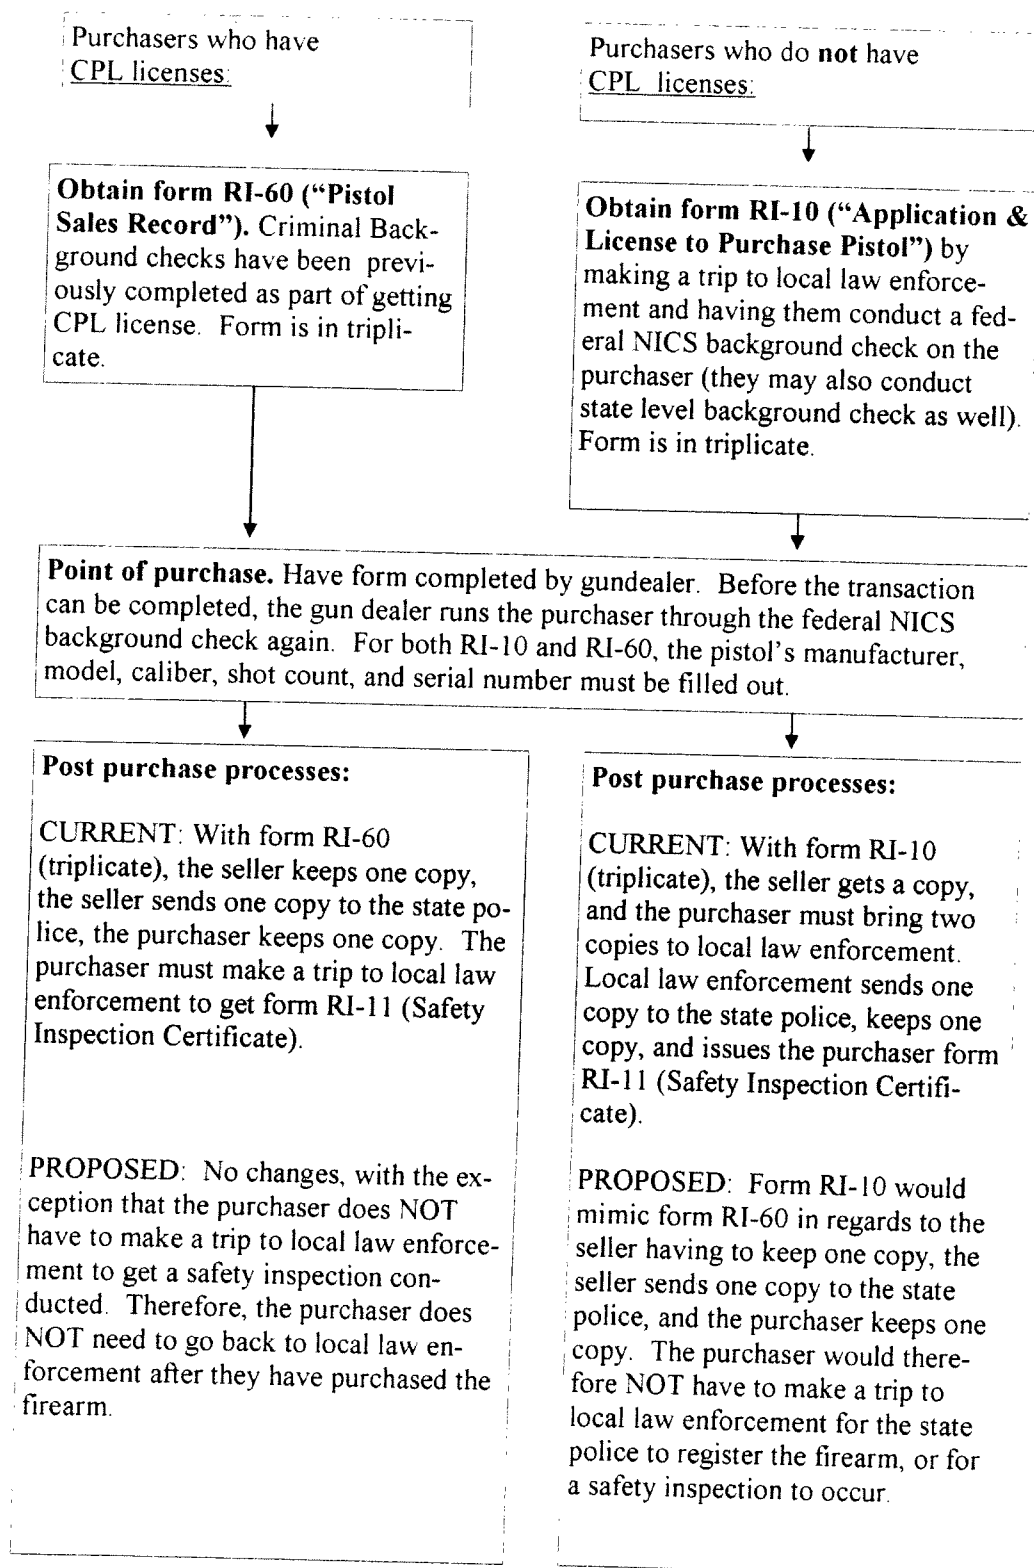 Purchasers who have
CPL licenses:
Purchasers who do not have
CPL licenses:
Obtain form RI-60 (“Pistol
Sales Record”). Criminal Back-
ground checks have been previ-
ously completed as part of getting
CPL license. Form is in tripli-
cate.
Obtain form RI-10 (“Application &
License to Purchase Pistol”) by
making a trip to local law enforce-
ment and having them conduct a fed-
eral NICS background check on the
purchaser (they may also conduct
state level background check as well).
Form is in triplicate.
Point of purchase. Have form completed by gundealer. Before the transaction
can be completed, the gun dealer runs the purchaser through the federal NICS
background check again. For both RI-10 and RI-60, the pistol’s manufacturer,
model, caliber, shot count, and serial number must be filled out.
Post purchase processes:
CURRENT: With form RI-60
(triplicate), the seller keeps one copy,
the seller sends one copy to the state po-
lice, the purchaser keeps one copy. The
purchaser must make a trip to local law
enforcement to get form RI-11 (Safety
Inspection Certificate).
PROPOSED: No changes, with the ex-
ception that the purchaser does NOT
have to make a trip to local law enforce-
ment to get a safety inspection con-
ducted. Therefore, the purchaser does
NOT need to go back to local law en-
forcement after they have purchased the
firearm.
Post purchase processes:
CURRENT: With form RI-10
(triplicate), the seller gets a copy,
and the purchaser must bring two
copies to local law enforcement.
Local law enforcement sends one
copy to the state police, keeps one
copy, and issues the purchaser form
RI-11 (Safety Inspection Certifi-
cate).
PROPOSED: Form RI-10 would
mimic form RI-60 in regards to the
seller having to keep one copy, the
seller sends one copy to the state
police, and the purchaser keeps one
copy. The purchaser would there-
fore NOT have to make a trip to
local law enforcement for the state
police to register the firearm, or for
a safety inspection to occur.